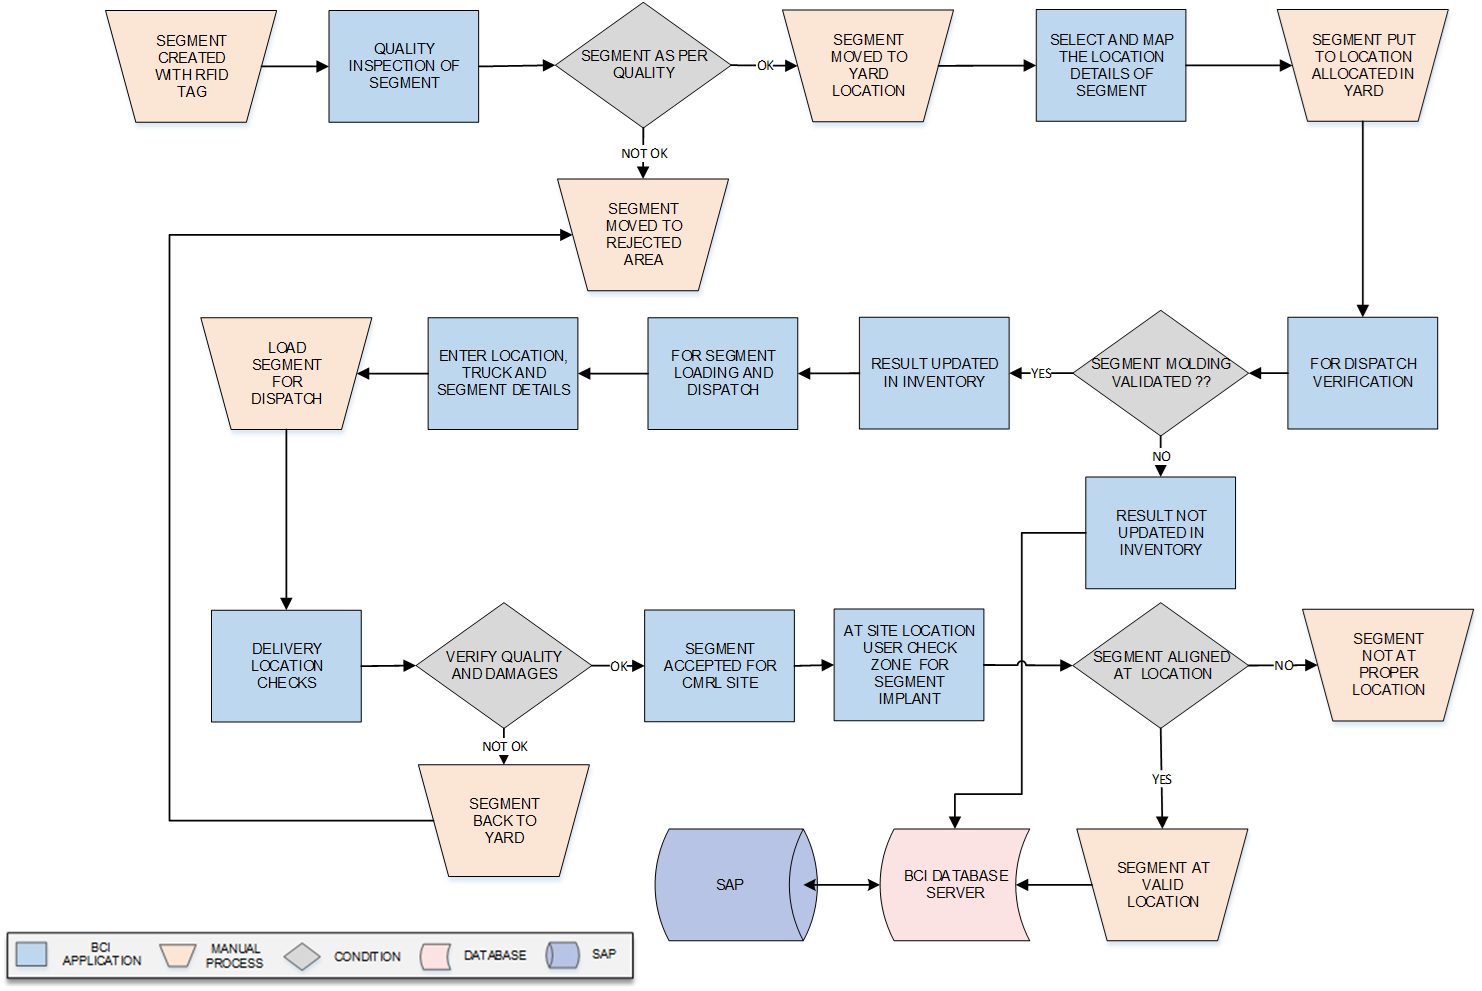 SEGMENT
CREATED
WITH RFID
TAG
QUALITY
INSPECTION OF
SEGMENT
SEGMENT AS PER
QUALITY
OK
SEGMENT
MOVED TO
YARD
LOCATION
SELECT AND MAP
THE LOCATION
DETAILS OF
SEGMENT
SEGMENT PUT
TO LOCATION
ALLOCATED IN
YARD
NOT OK
SEGMENT
MOVED TO
REJECTED
AREA
LOAD
SEGMENT
FOR
DISPATCH
ENTER LOCATION,
TRUCK AND
SEGMENT DETAILS
FOR SEGMENT
LOADING AND
DISPATCH
RESULT UPDATED
IN INVENTORY
YES
SEGMENT MOLDING
VALIDATED ??
FOR DISPATCH
VERIFICATION
NO
RESULT NOT
UPDATED IN
INVENTORY
DELIVERY
LOCATION
CHECKS
VERIFY QUALITY
AND DAMAGES
OK
SEGMENT
ACCEPTED FOR
CMRL SITE
AT SITE LOCATION
USER CHECK
ZONE FOR
SEGMENT
IMPLANT
SEGMENT ALIGNED
AT LOCATION
NO
SEGMENT
NOT AT
PROPER
LOCATION
NOT OK
SEGMENT
BACK TO
YARD
YES
SAP
BCI DATABASE
SERVER
SEGMENT AT
VALID
LOCATION
BCI
APPLICATION
MANUAL
PROCESS
CONDITION
DATABASE
SAP